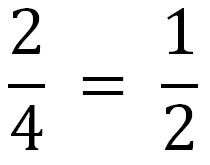 2/4 = 1/2